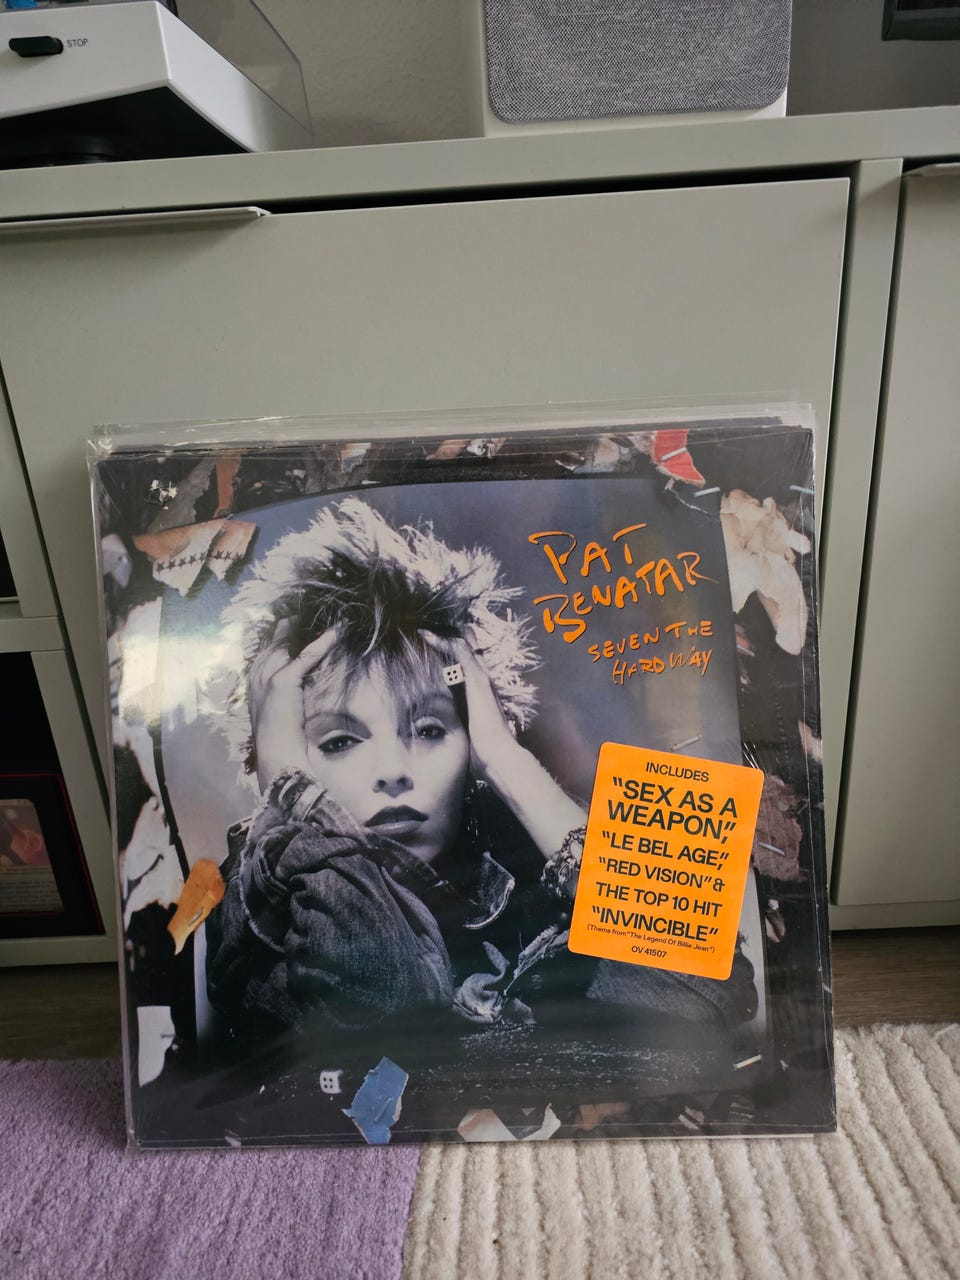 STOP
PAT
BENATAR
SEVEN THE
HARD WAY
INCLUDES
"SEX AS A
WEAPON,"
"LE BEL AGE,"
"RED VISION" &
THE TOP 10 HIT
"INVINCIBLE"
(Theme from "The Legend Of Billie Jean")
OV 41507